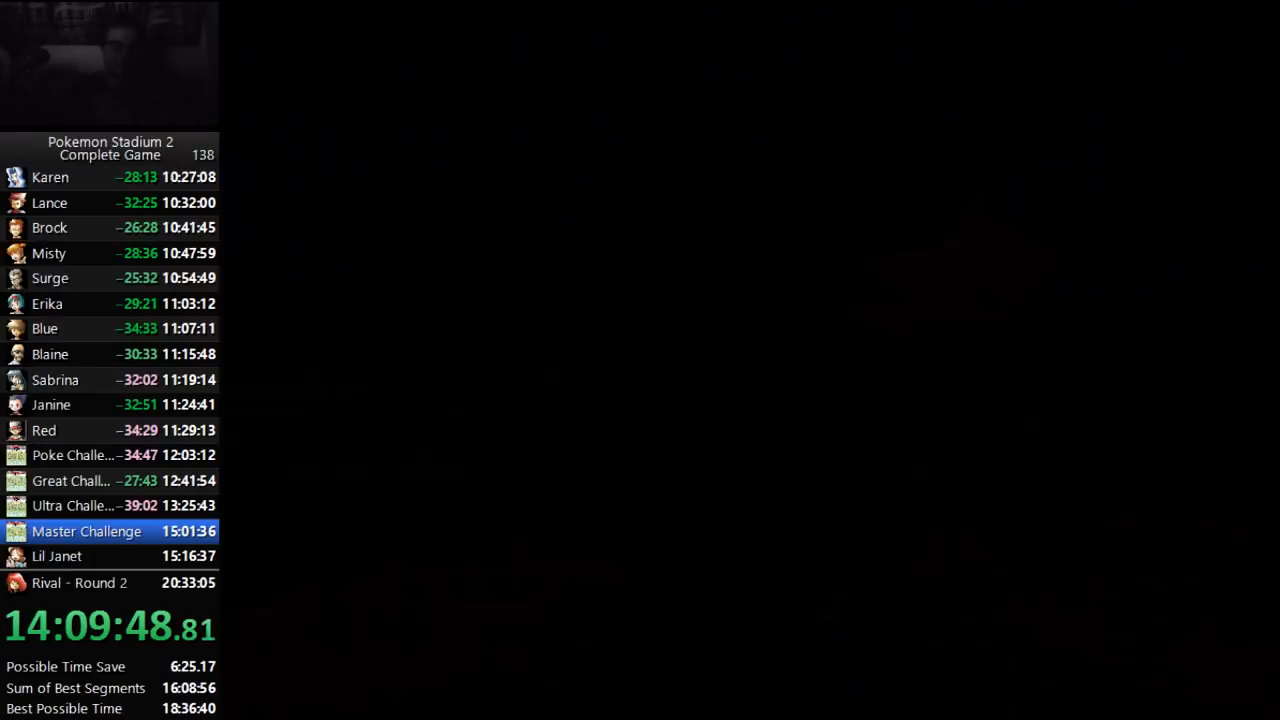 Pokemon Stadium 2
Complete Game 138
Karen −28:13 10:27:08
Lance −32:25 10:32:00
Brock −26:28 10:41:45
Misty −28:36 10:47:59
Surge −25:32 10:54:49
Erika −29:21 11:03:12
Blue −34:33 11:07:11
Blaine −30:33 11:15:48
Sabrina −32:02 11:19:14
Janine −32:51 11:24:41
Red −34:29 11:29:13
Poke Challe... −34:47 12:03:12
Great Chall... −27:43 12:41:54
Ultra Challe... −39:02 13:25:43
Master Challenge 15:01:36
Lil Janet 15:16:37
Rival - Round 2 20:33:05
14:09:48.81
Possible Time Save 6:25.17
Sum of Best Segments 16:08:56
Best Possible Time 18:36:40